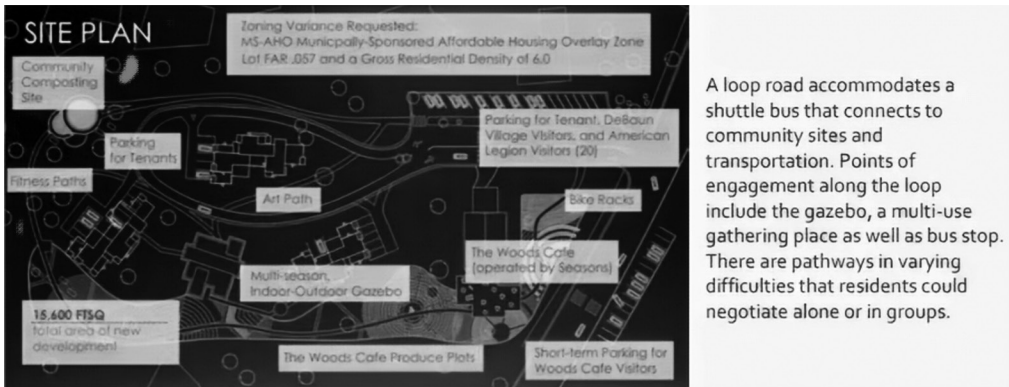 SITE PLAN
Zoning Variance Requested:
MS-AHO Municpally-Sponsored Affordable Housing Overlay Zone
Lot FAR .057 and a Gross Residential Density of 6.0
Community
Composting
Site
Parking for Tenant, DeBaun
Village Visitors, and American
Legion Visitors (20)
Parking
for Tenants
Fitness Paths
Art Path
Bike Racks
The Woods Cafe
(operated by Seasons)
Multi-season,
Indoor-Outdoor Gazebo
15,600 FTSQ
total area of new
development
The Woods Cafe Produce Plots
Short-term Parking for
Woods Cafe Visitors
A loop road accommodates a
shuttle bus that connects to
community sites and
transportation. Points of
engagement along the loop
include the gazebo, a multi-use
gathering place as well as bus stop.
There are pathways in varying
difficulties that residents could
negotiate alone or in groups.